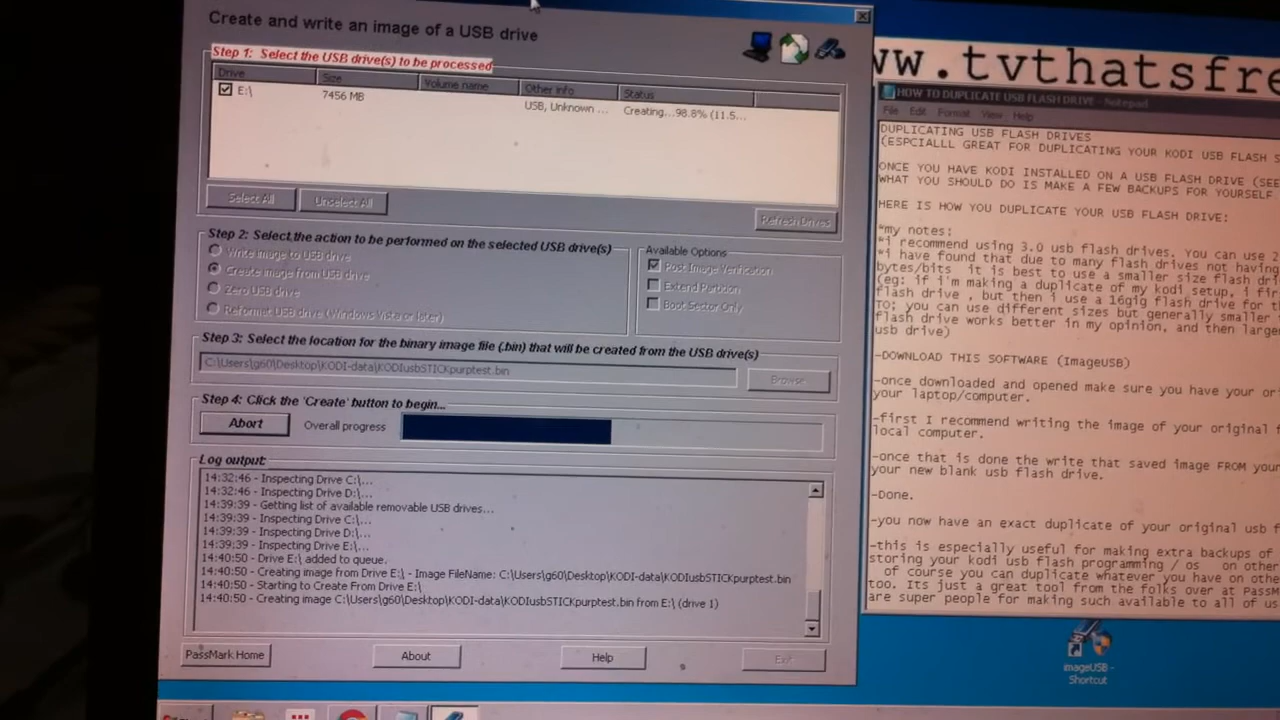 Create and write an image of a USB drive
Step 1: Select the USB drive(s) to be processed
Drive Size Volume name Other info Status
E:\ 7456 MB USB, Unknown ... Creating...98.8% (11.5...
Select All Unselect All
Refresh Drives
Step 2: Select the action to be performed on the selected USB drive(s)
Write image to USB drive
Create image from USB drive
Zero USB drive
Reformat USB drive (Windows Vista or later)
Available Options
Post Image Verification
Extend Partition
Boot Sector Only
Step 3: Select the location for the binary image file (.bin) that will be created from the USB drive(s)
C:\Users\g60\Desktop\KODI-data\KODIusbSTICKpurptest.bin
Browse
Step 4: Click the 'Create' button to begin...
Abort Overall progress
Log output:
14:32:46 - Inspecting Drive C:\...
14:32:46 - Inspecting Drive D:\...
14:39:39 - Getting list of available removable USB drives...
14:39:39 - Inspecting Drive C:\...
14:39:39 - Inspecting Drive D:\...
14:39:39 - Inspecting Drive E:\...
14:40:50 - Drive E:\ added to queue.
14:40:50 - Creating image from Drive E:\ - Image FileName: C:\Users\g60\Desktop\KODI-data\KODIusbSTICKpurptest.bin
14:40:50 - Starting to Create From Drive E:\
14:40:50 - Creating image C:\Users\g60\Desktop\KODI-data\KODIusbSTICKpurptest.bin from E:\ (drive 1)
PassMark Home About Help Exit
ww.tvthatsfre
HOW TO DUPLICATE USB FLASH DRIVE - Notepad
File Edit Format View Help
DUPLICATING USB FLASH DRIVES
(ESPCIALLL GREAT FOR DUPLICATING YOUR KODI USB FLASH S
ONCE YOU HAVE KODI INSTALLED ON A USB FLASH DRIVE (SEE
WHAT YOU SHOULD DO IS MAKE A FEW BACKUPS FOR YOURSELF
HERE IS HOW YOU DUPLICATE YOUR USB FLASH DRIVE:
*my notes:
*i recommend using 3.0 usb flash drives. You can use 2
*i have found that due to many flash drives not having
bytes/bits it is best to use a smaller size flash dri
(eg: if i'm making a duplicate of my kodi setup, i fir
flash drive , but then i use a 16gig flash drive for t
TO; you can use different sizes but generally smaller
flash drive works better in my opinion, and then large
usb drive)
-DOWNLOAD THIS SOFTWARE (ImageUSB)
-once downloaded and opened make sure you have your or
your laptop/computer.
-first I recommend writing the image of your original f
local computer.
-once that is done the write that saved image FROM your
your new blank usb flash drive.
-Done.
-you now have an exact duplicate of your original usb f
-this is especially useful for making extra backups of
storing your kodi usb flash programming / os on other
of course you can duplicate whatever you have on othe
too. Its just a great tool from the folks over at PassM
are super people for making such available to all of us
imageUSB -
Shortcut